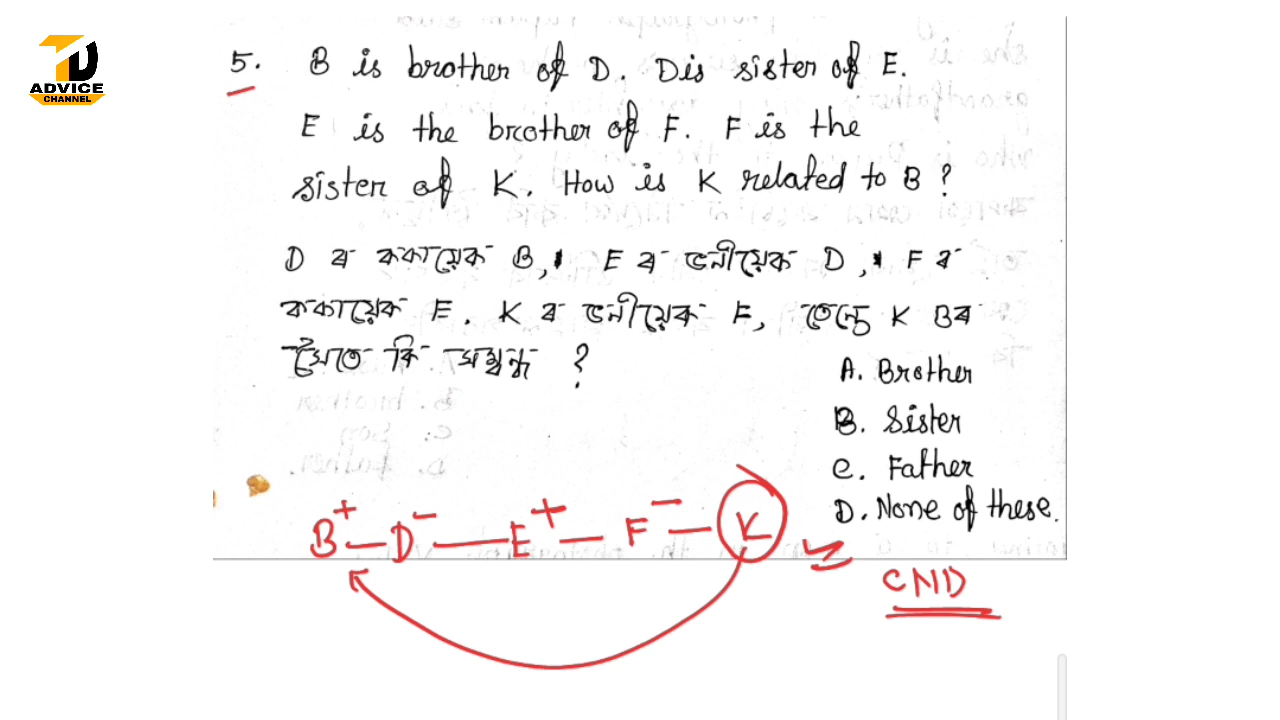 TD
ADVICE
CHANNEL
5. B is brother of D. D is sister of E.
E is the brother of F. F is the
sister of K. How is K related to B?
D ৰ ককায়েক B, E ৰ ভনীয়েক D, F ৰ
ককায়েক E. K ৰ ভনীয়েক F, তেন্তে K Bৰ
সৈতে কি সম্বন্ধ ?
A. Brother
B. Sister
C. Father
D. None of these.
B+ — D- — E+ — F- — K
CND